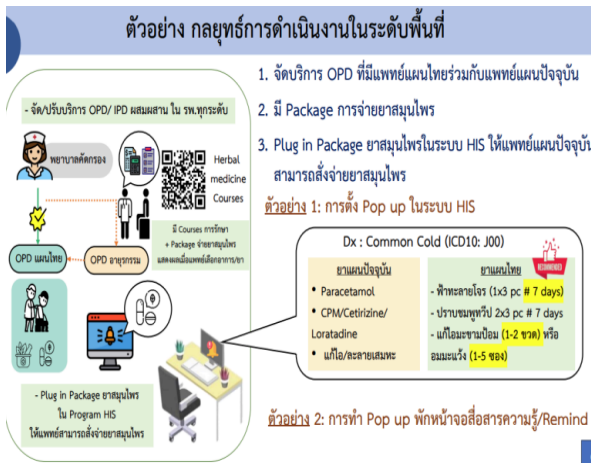 ตัวอย่าง กลยุทธ์การดำเนินงานในระดับพื้นที่
- จัด/ปรับบริการ OPD/ IPD ผสมผสาน ใน รพ.ทุกระดับ
พยาบาลคัดกรอง
Herbal
medicine
Courses
มี Courses การรักษา
+ Package จ่ายยาสมุนไพร
แสดงผลเมื่อแพทย์เลือกอาการ/ยา
OPD แผนไทย
OPD อายุรกรรม
- Plug in Package ยาสมุนไพร
ใน Program HIS
ให้แพทย์สามารถสั่งจ่ายยาสมุนไพร
1. จัดบริการ OPD ที่มีแพทย์แผนไทยร่วมกับแพทย์แผนปัจจุบัน
2. มี Package การจ่ายยาสมุนไพร
3. Plug in Package ยาสมุนไพรในระบบ HIS ให้แพทย์แผนปัจจุบัน
สามารถสั่งจ่ายยาสมุนไพร
ตัวอย่าง 1: การตั้ง Pop up ในระบบ HIS
Dx : Common Cold (ICD10: J00)
RECOMMENDED
ยาแผนปัจจุบัน
• Paracetamol
• CPM/Cetirizine/
Loratadine
• แก้ไอ/ละลายเสมหะ
ยาแผนไทย
- ฟ้าทะลายโจร (1x3 pc # 7 days)
- ปราบชมพูทวีป 2x3 pc # 7 days
- แก้ไอมะขามป้อม (1-2 ขวด) หรือ
อมมะแว้ง (1-5 ซอง)
ตัวอย่าง 2: การทำ Pop up พักหน้าจอสื่อสารความรู้/Remind